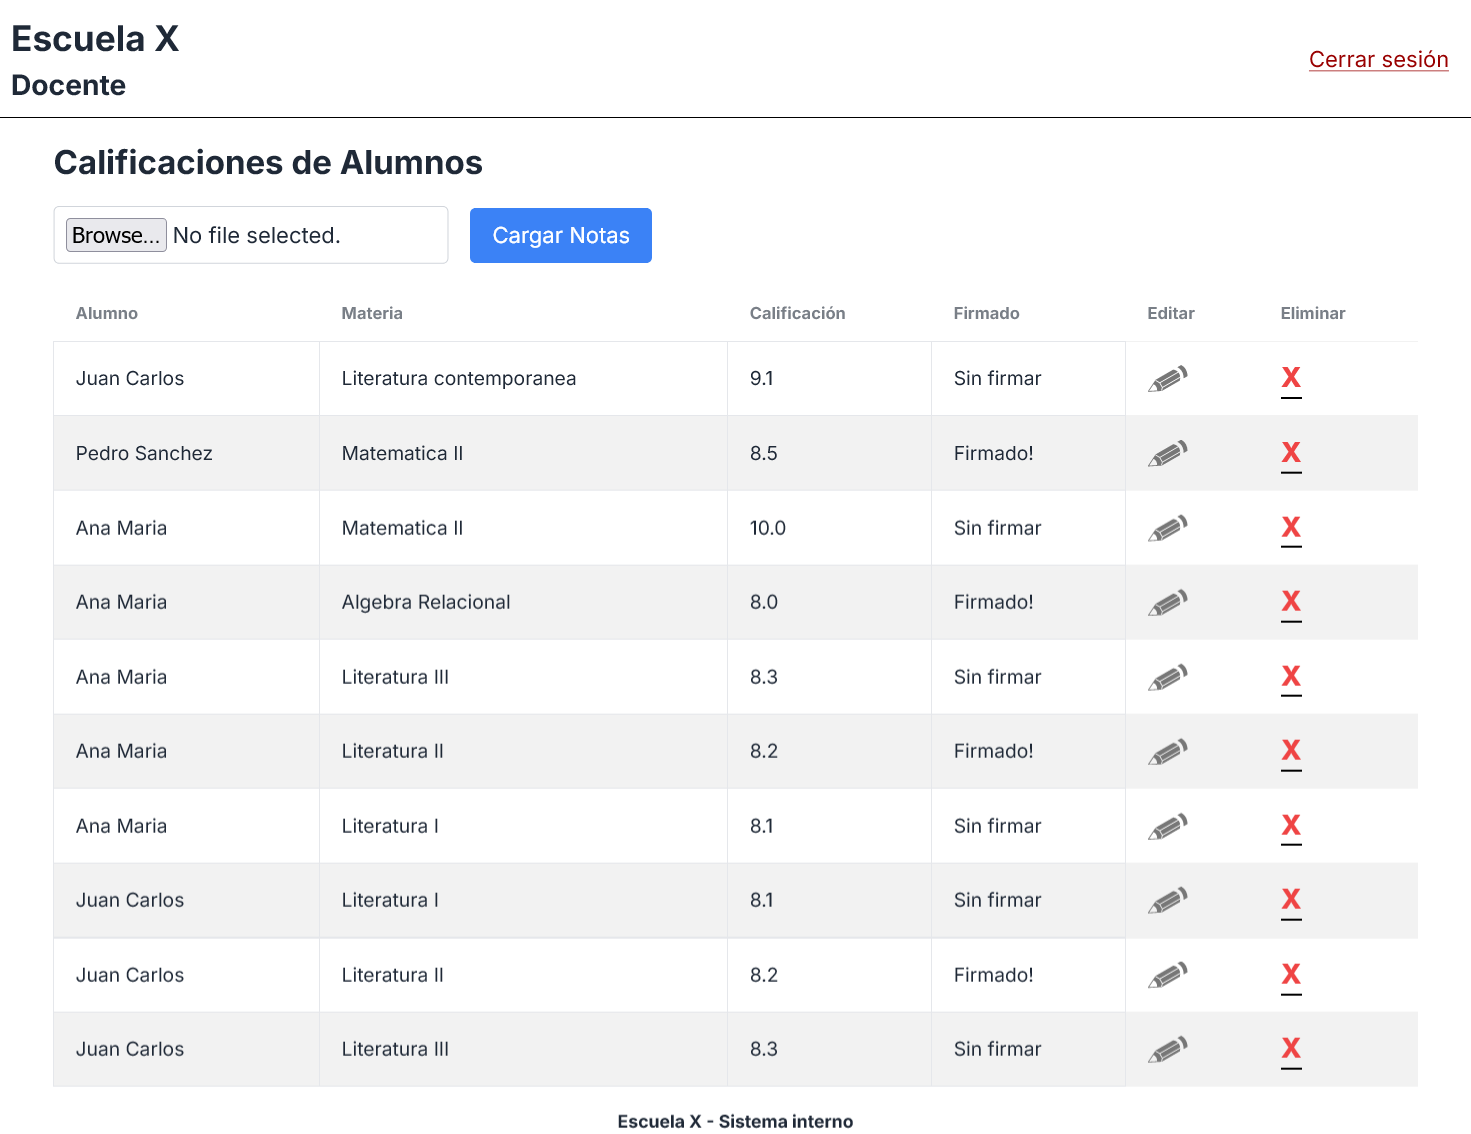 Escuela X
Docente
Cerrar sesión
Calificaciones de Alumnos
Browse... No file selected. Cargar Notas
Alumno Materia Calificación Firmado Editar Eliminar
Juan Carlos Literatura contemporanea 9.1 Sin firmar X
Pedro Sanchez Matematica II 8.5 Firmado! X
Ana Maria Matematica II 10.0 Sin firmar X
Ana Maria Algebra Relacional 8.0 Firmado! X
Ana Maria Literatura III 8.3 Sin firmar X
Ana Maria Literatura II 8.2 Firmado! X
Ana Maria Literatura I 8.1 Sin firmar X
Juan Carlos Literatura I 8.1 Sin firmar X
Juan Carlos Literatura II 8.2 Firmado! X
Juan Carlos Literatura III 8.3 Sin firmar X
Escuela X - Sistema interno